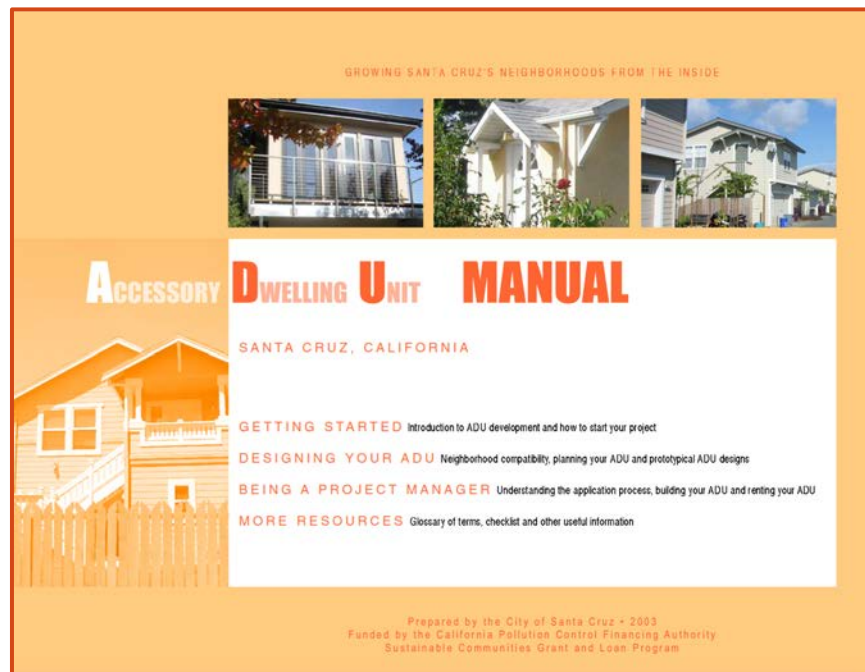 GROWING SANTA CRUZ'S NEIGHBORHOODS FROM THE INSIDE
ACCESSORY DWELLING UNIT MANUAL
SANTA CRUZ, CALIFORNIA
GETTING STARTED Introduction to ADU development and how to start your project
DESIGNING YOUR ADU Neighborhood compatibility, planning your ADU and prototypical ADU designs
BEING A PROJECT MANAGER Understanding the application process, building your ADU and renting your ADU
MORE RESOURCES Glossary of terms, checklist and other useful information
Prepared by the City of Santa Cruz • 2003
Funded by the California Pollution Control Financing Authority
Sustainable Communities Grant and Loan Program